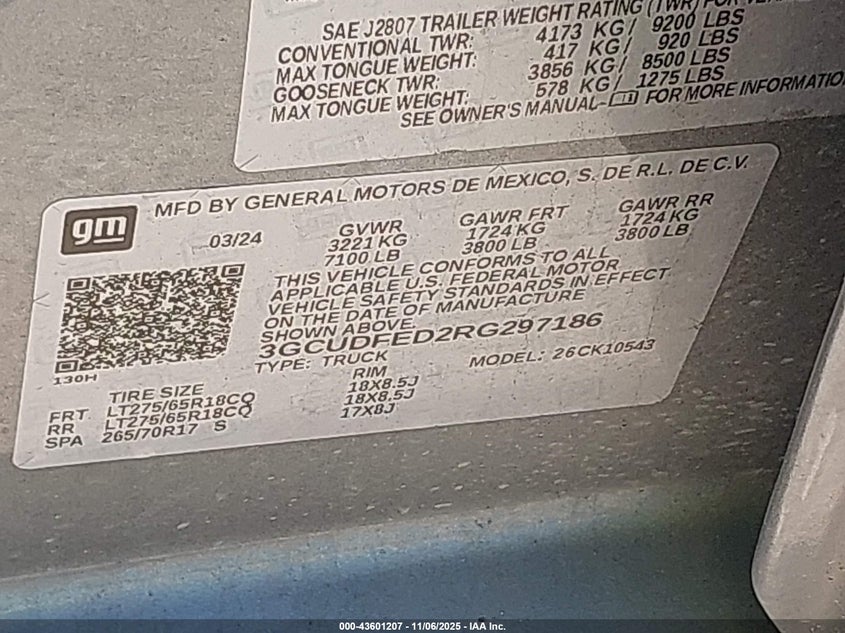 SAE J2807 TRAILER WEIGHT RATING (TWR) FOR
CONVENTIONAL TWR: 4173 KG/ 9200 LBS
MAX TONGUE WEIGHT: 417 KG/ 920 LBS
GOOSENECK TWR: 3856 KG/ 8500 LBS
MAX TONGUE WEIGHT: 578 KG/ 1275 LBS
SEE OWNER'S MANUAL- FOR MORE INFORMATIO
gm
MFD BY GENERAL MOTORS DE MEXICO, S. DE R.L. DE C.V.
03/24 GVWR GAWR FRT GAWR RR
3221 KG 1724 KG 1724 KG
7100 LB 3800 LB 3800 LB
THIS VEHICLE CONFORMS TO ALL
APPLICABLE U.S. FEDERAL MOTOR
VEHICLE SAFETY STANDARDS IN EFFECT
ON THE DATE OF MANUFACTURE
SHOWN ABOVE.
3GCUDFED2RG297186
TYPE: TRUCK MODEL: 26CK10543
130H
TIRE SIZE RIM
FRT LT275/65R18CQ 18X8.5J
RR LT275/65R18CQ 18X8.5J
SPA 265/70R17 S 17X8J
000-43601207 - 11/06/2025 - IAA Inc.